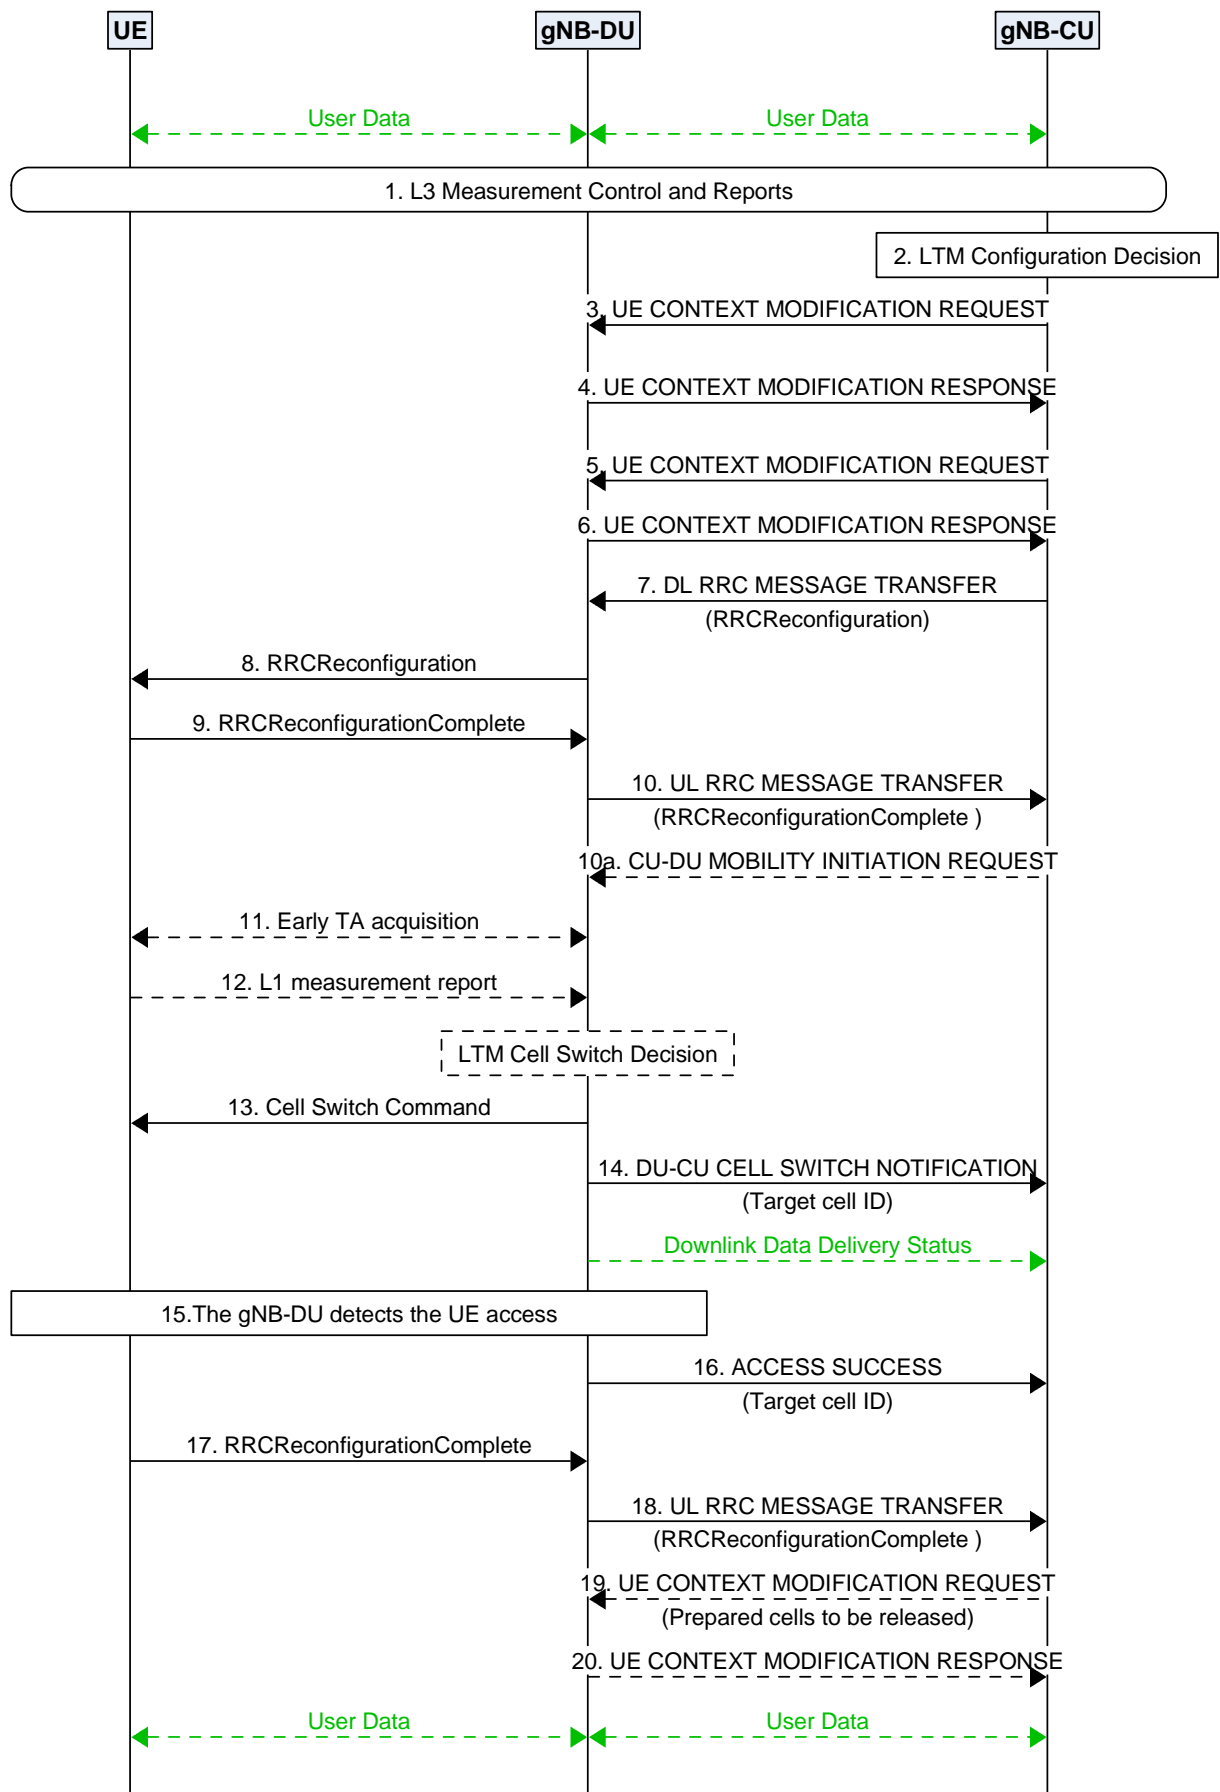 UE gNB-DU gNB-CU
User Data User Data
1. L3 Measurement Control and Reports
2. LTM Configuration Decision
3. UE CONTEXT MODIFICATION REQUEST
4. UE CONTEXT MODIFICATION RESPONSE
5. UE CONTEXT MODIFICATION REQUEST
6. UE CONTEXT MODIFICATION RESPONSE
7. DL RRC MESSAGE TRANSFER
(RRCReconfiguration)
8. RRCReconfiguration
9. RRCReconfigurationComplete
10. UL RRC MESSAGE TRANSFER
(RRCReconfigurationComplete )
10a. CU-DU MOBILITY INITIATION REQUEST
11. Early TA acquisition
12. L1 measurement report
LTM Cell Switch Decision
13. Cell Switch Command
14. DU-CU CELL SWITCH NOTIFICATION
(Target cell ID)
Downlink Data Delivery Status
15.The gNB-DU detects the UE access
16. ACCESS SUCCESS
(Target cell ID)
17. RRCReconfigurationComplete
18. UL RRC MESSAGE TRANSFER
(RRCReconfigurationComplete )
19. UE CONTEXT MODIFICATION REQUEST
(Prepared cells to be released)
20. UE CONTEXT MODIFICATION RESPONSE
User Data User Data